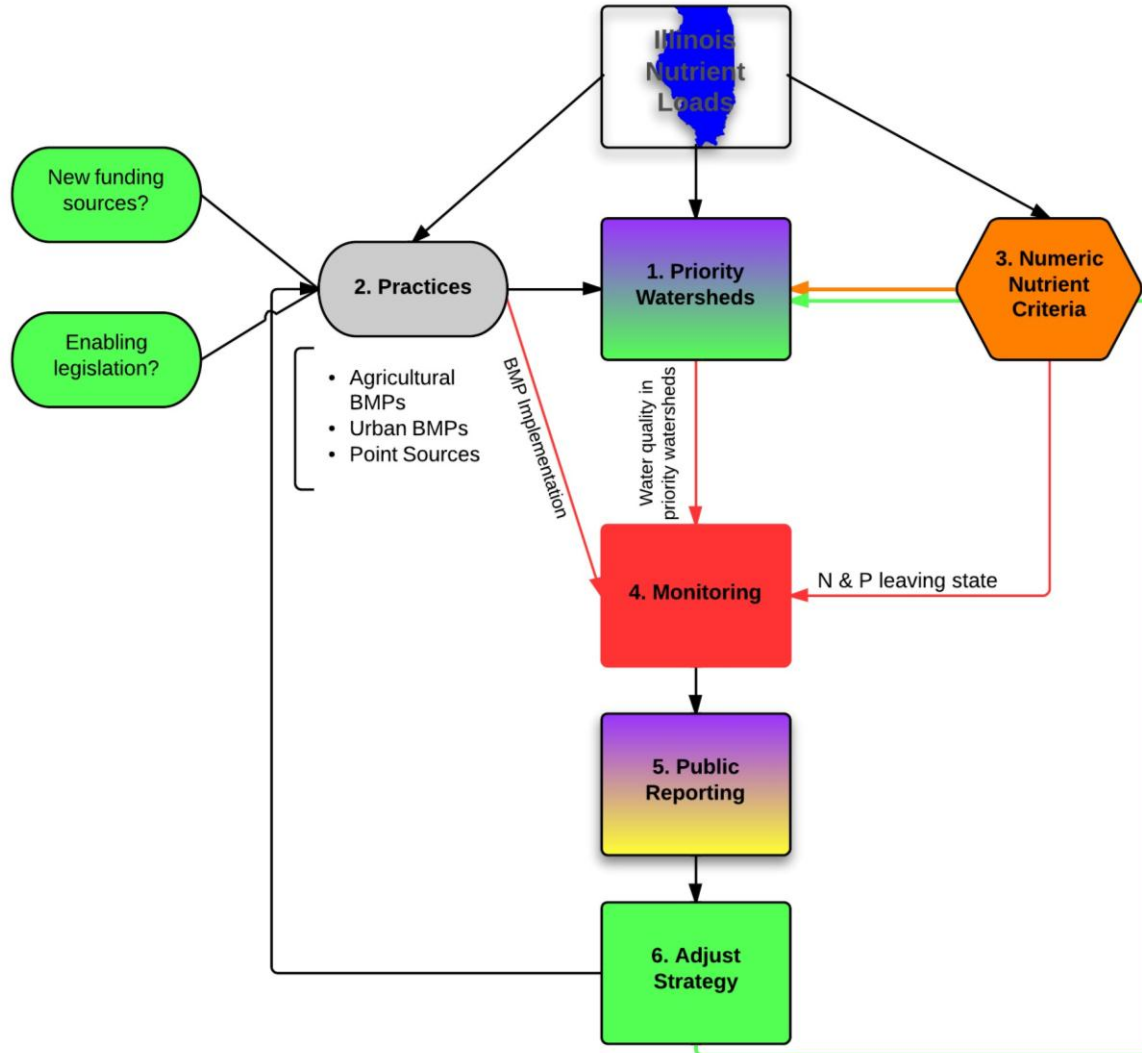 Illinois
Nutrient
Loads
New funding
sources?
Enabling
legislation?
2. Practices
1. Priority
Watersheds
3. Numeric
Nutrient
Criteria
• Agricultural
BMPs
• Urban BMPs
• Point Sources
BMP Implementation
Water quality in
priority watersheds
4. Monitoring
N & P leaving state
5. Public
Reporting
6. Adjust
Strategy